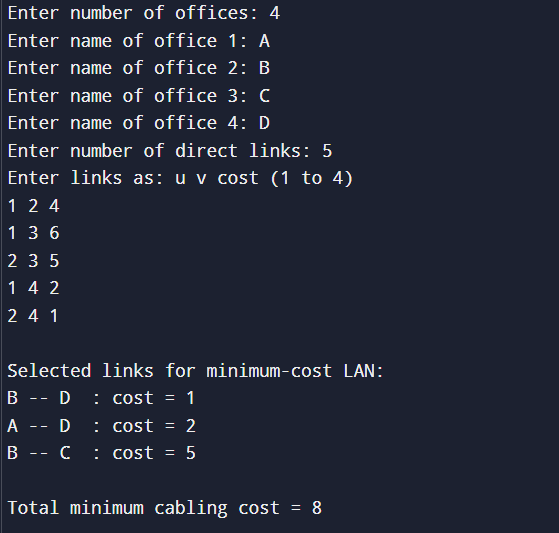 Enter number of offices: 4
Enter name of office 1: A
Enter name of office 2: B
Enter name of office 3: C
Enter name of office 4: D
Enter number of direct links: 5
Enter links as: u v cost (1 to 4)
1 2 4
1 3 6
2 3 5
1 4 2
2 4 1
Selected links for minimum-cost LAN:
B -- D  : cost = 1
A -- D  : cost = 2
B -- C  : cost = 5
Total minimum cabling cost = 8